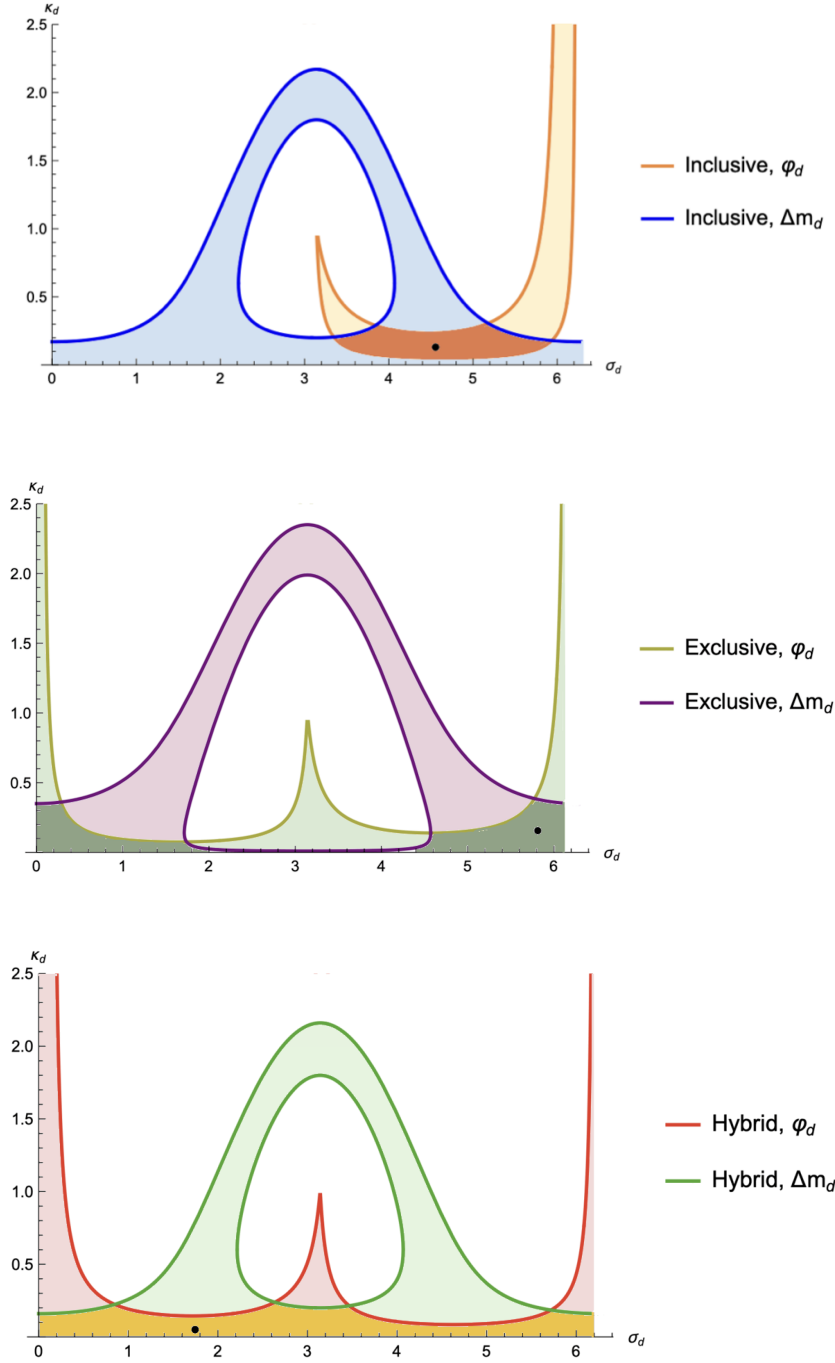 κd
2.5
2.0
1.5
1.0
0.5
0 1 2 3 4 5 6 σd
Inclusive, φd
Inclusive, Δmd
κd
2.5
2.0
1.5
1.0
0.5
0 1 2 3 4 5 6 σd
Exclusive, φd
Exclusive, Δmd
κd
2.5
2.0
1.5
1.0
0.5
0 1 2 3 4 5 6 σd
Hybrid, φd
Hybrid, Δmd